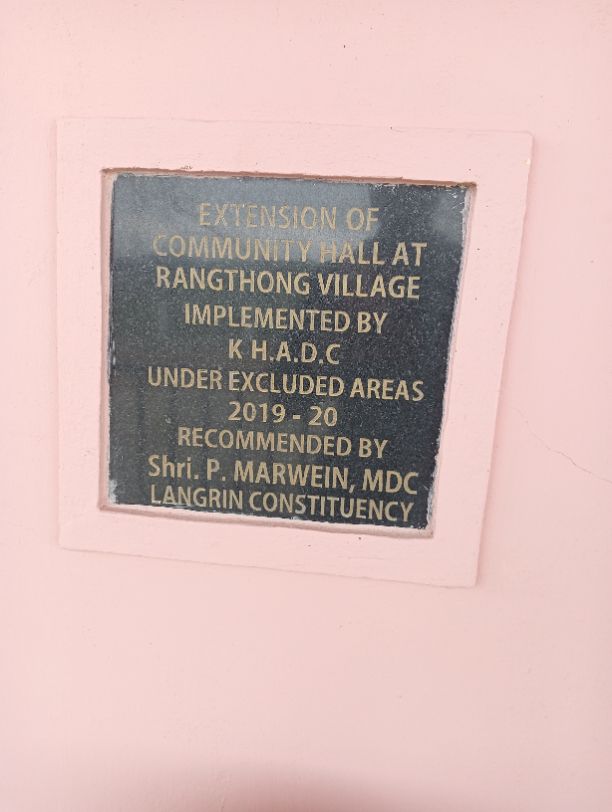 EXTENSION OF
COMMUNITY HALL AT
RANGTHONG VILLAGE
IMPLEMENTED BY
K H.A.D.C
UNDER EXCLUDED AREAS
2019 - 20
RECOMMENDED BY
Shri. P. MARWEIN, MDC
LANGRIN CONSTITUENCY